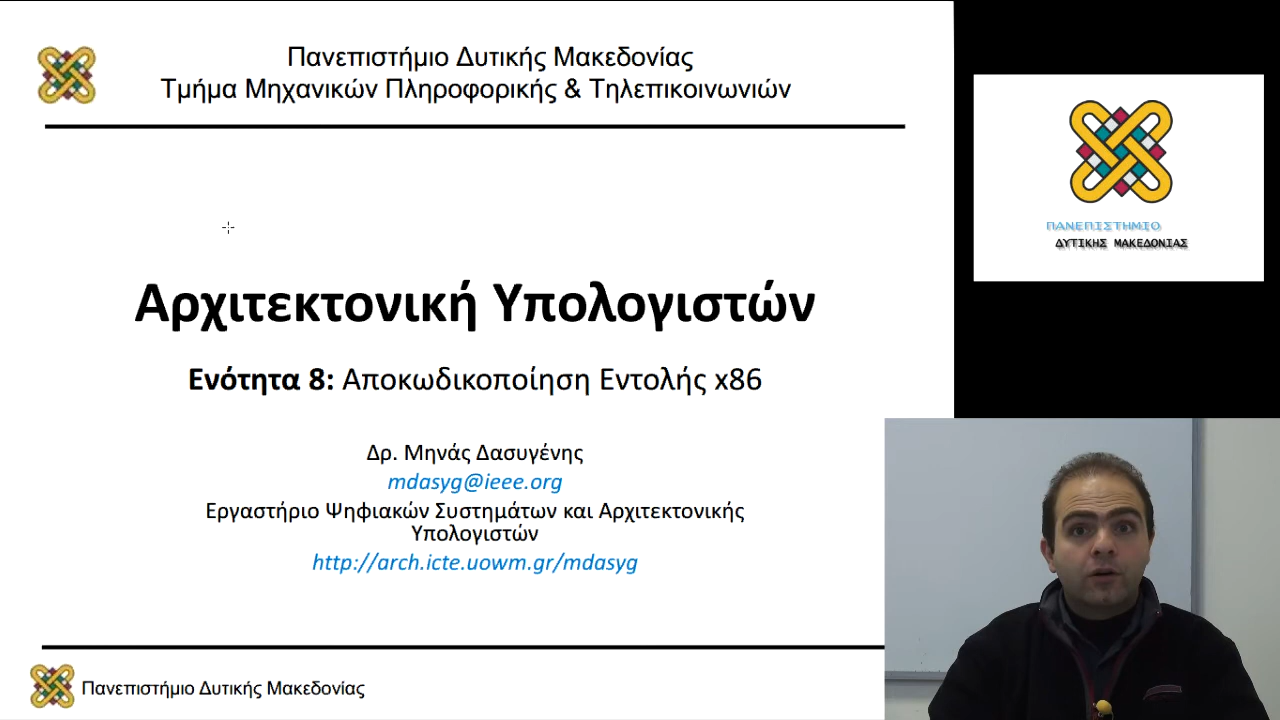 Πανεπιστήμιο Δυτικής Μακεδονίας
Τμήμα Μηχανικών Πληροφορικής & Τηλεπικοινωνιών
ΠΑΝΕΠΙΣΤΗΜΙΟ
ΔΥΤΙΚΗΣ ΜΑΚΕΔΟΝΙΑΣ
Αρχιτεκτονική Υπολογιστών
Ενότητα 8: Αποκωδικοποίηση Εντολής x86
Δρ. Μηνάς Δασυγένης
mdasyg@ieee.org
Εργαστήριο Ψηφιακών Συστημάτων και Αρχιτεκτονικής
Υπολογιστών
http://arch.icte.uowm.gr/mdasyg
Πανεπιστήμιο Δυτικής Μακεδονίας